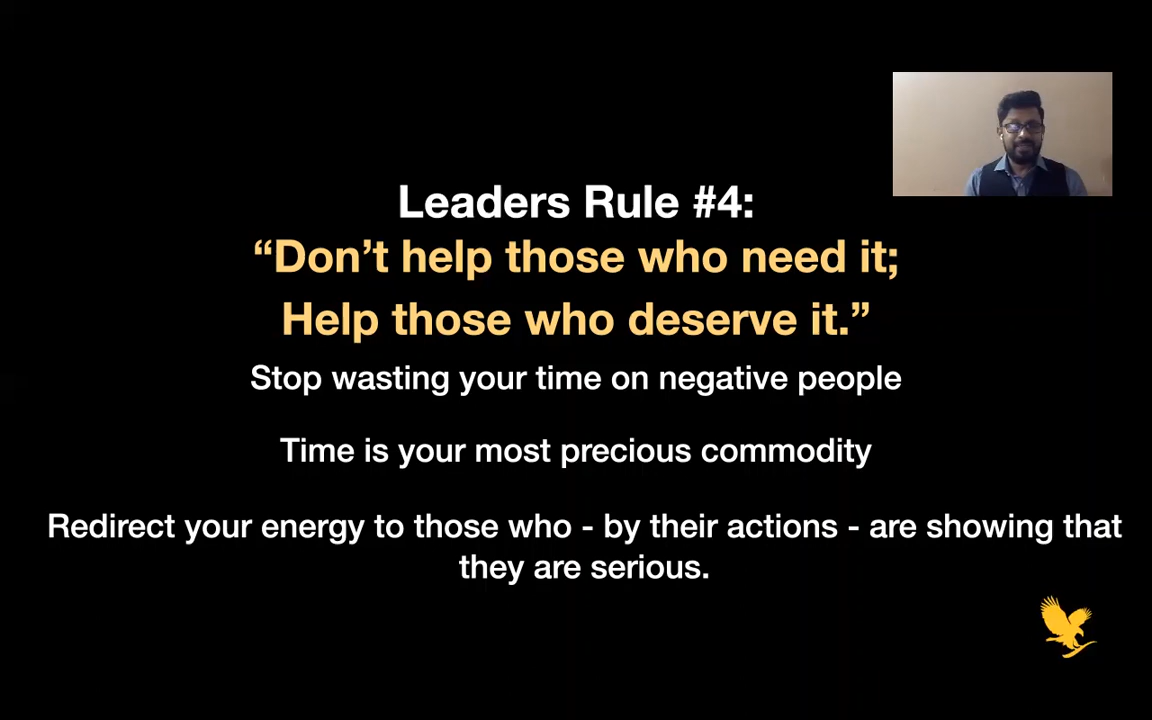 Leaders Rule #4:
“Don’t help those who need it;
Help those who deserve it.”
Stop wasting your time on negative people
Time is your most precious commodity
Redirect your energy to those who - by their actions - are showing that
they are serious.